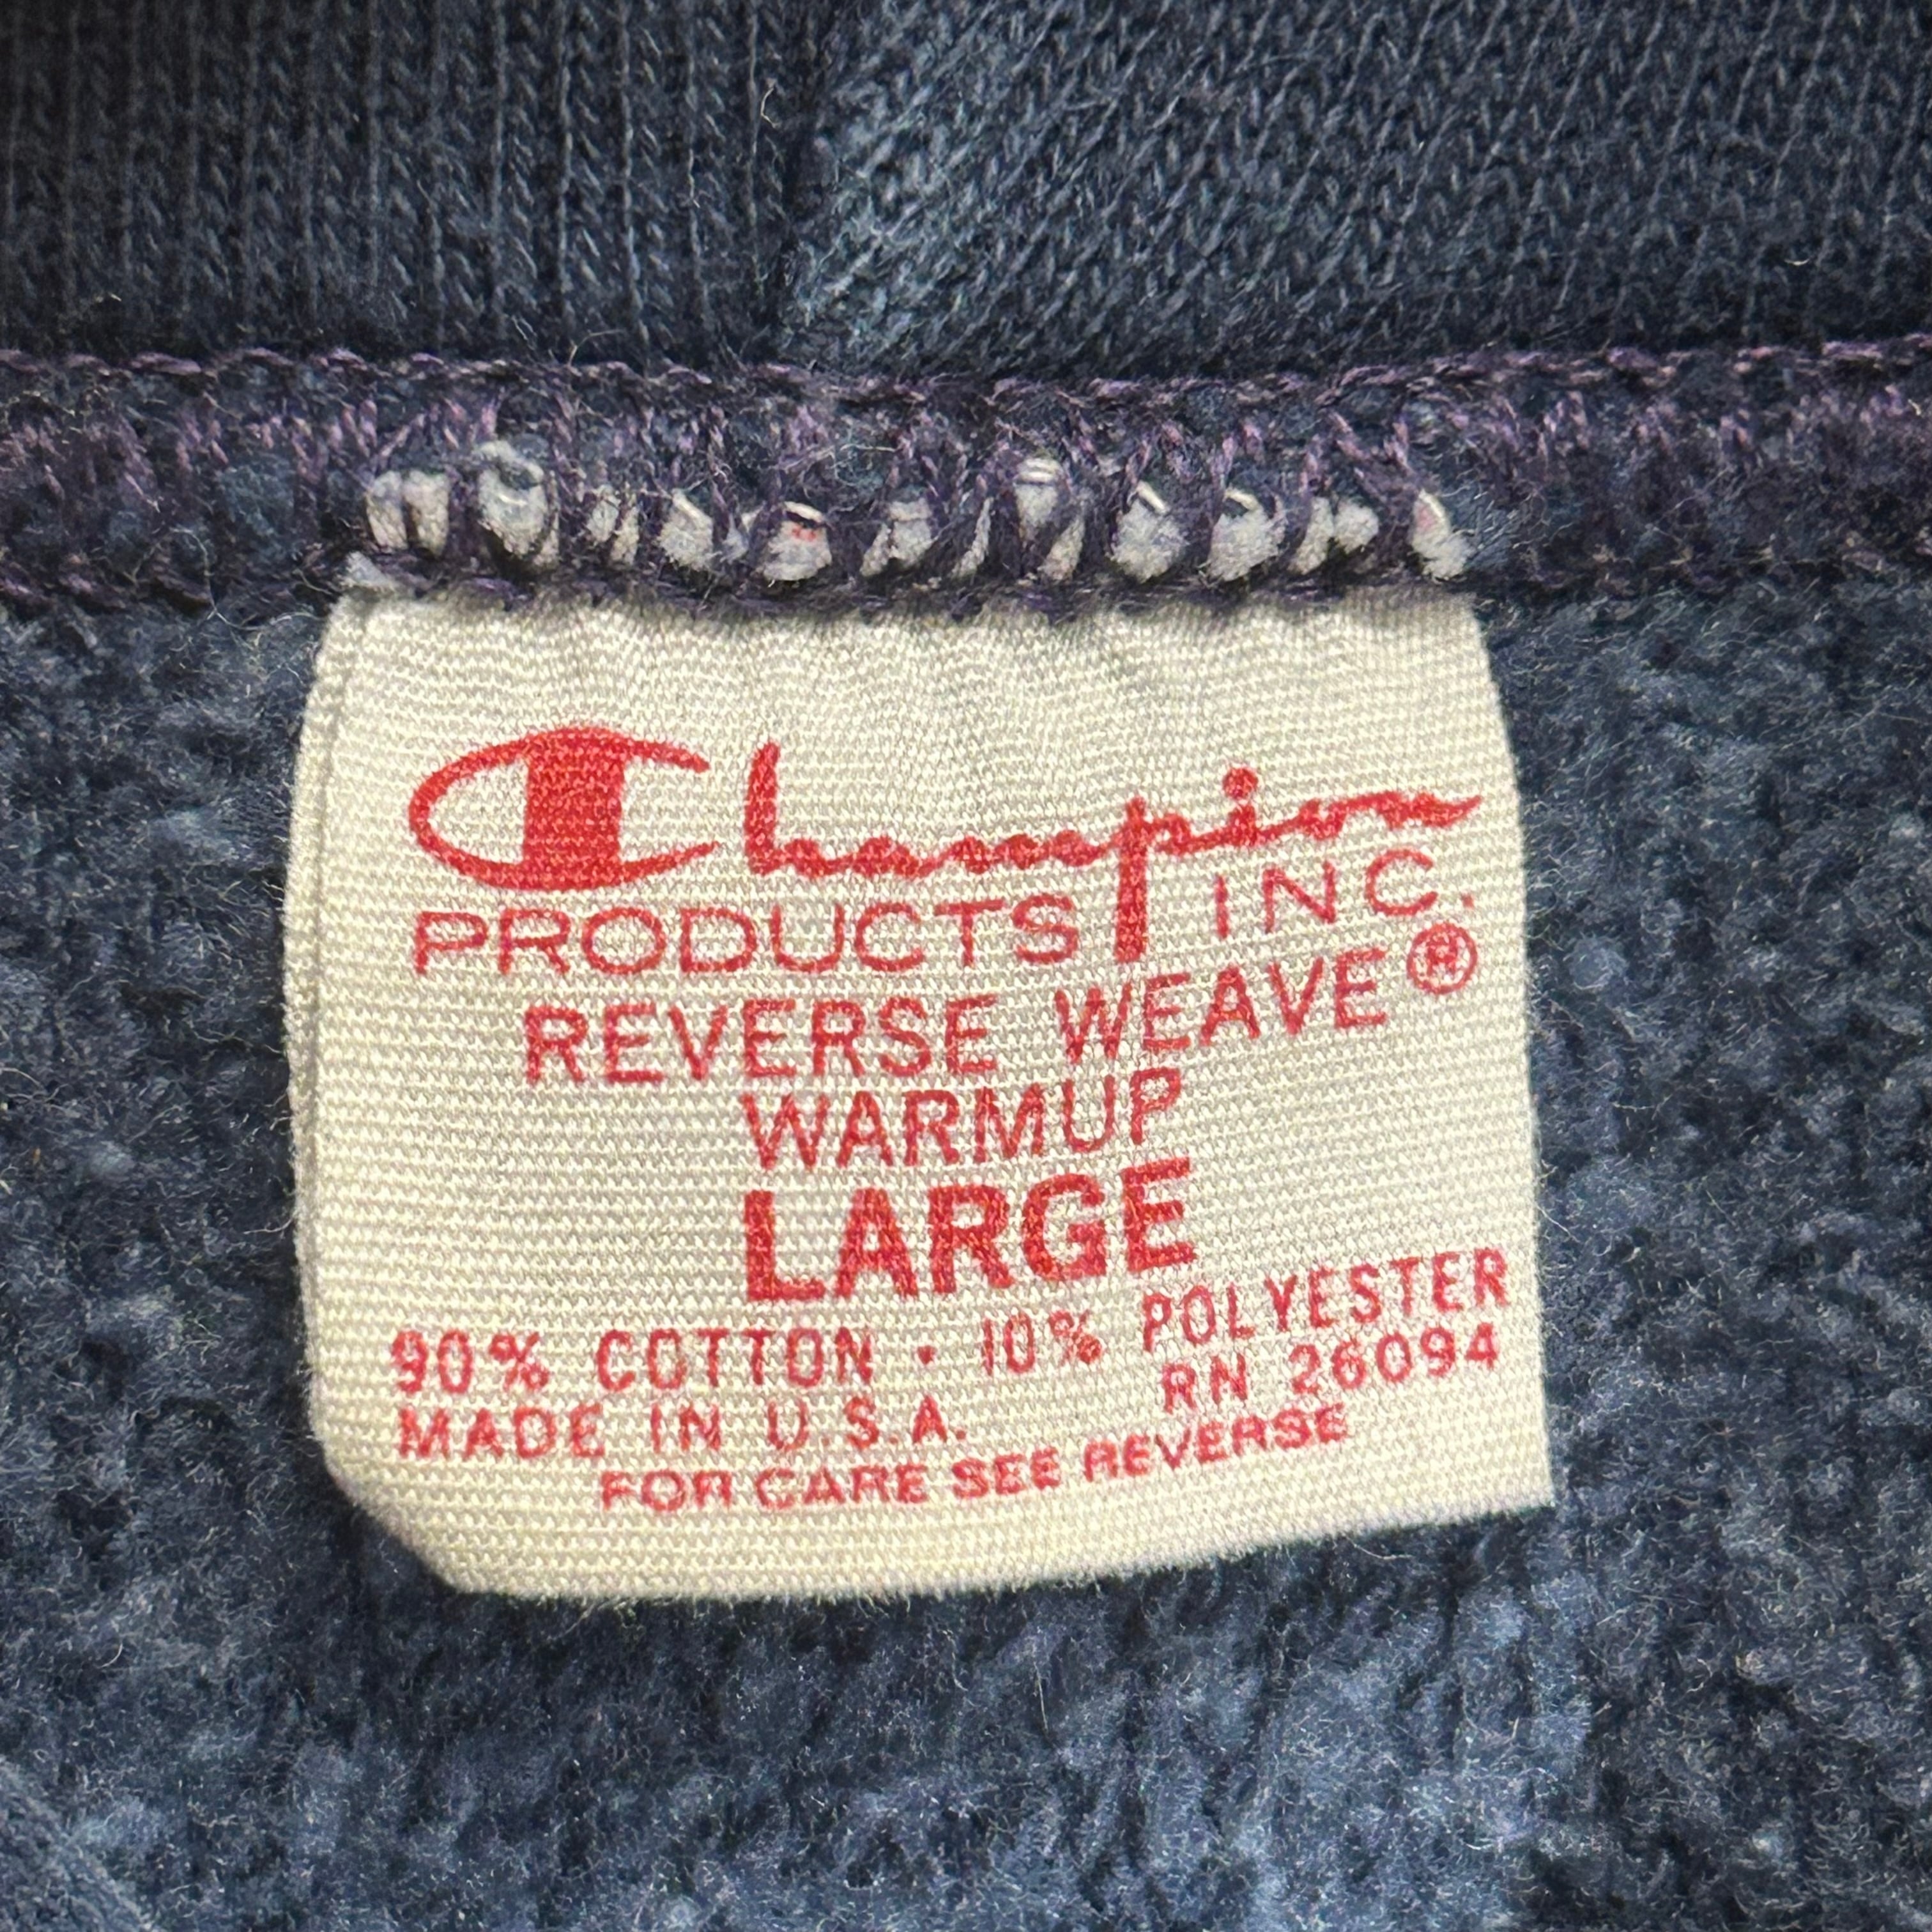 Champion
PRODUCTS INC.
REVERSE WEAVE®
WARMUP
LARGE
90% COTTON · 10% POLYESTER
MADE IN U.S.A. RN 26094
FOR CARE SEE REVERSE